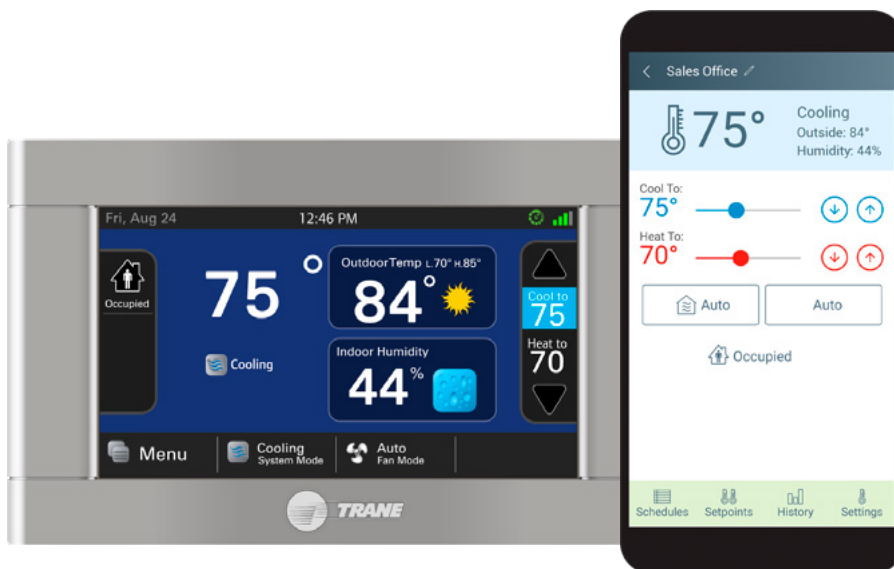 Fri, Aug 24
12:46 PM
Occupied
75°
Cooling
OutdoorTemp L.70° H.85°
84°
Indoor Humidity
44%
Cool to
75
Heat to
70
Menu
Cooling
System Mode
Auto
Fan Mode
TRANE
Sales Office
75°
Cooling
Outside: 84°
Humidity: 44%
Cool To:
75°
Heat To:
70°
Auto
Auto
Occupied
Schedules
Setpoints
History
Settings